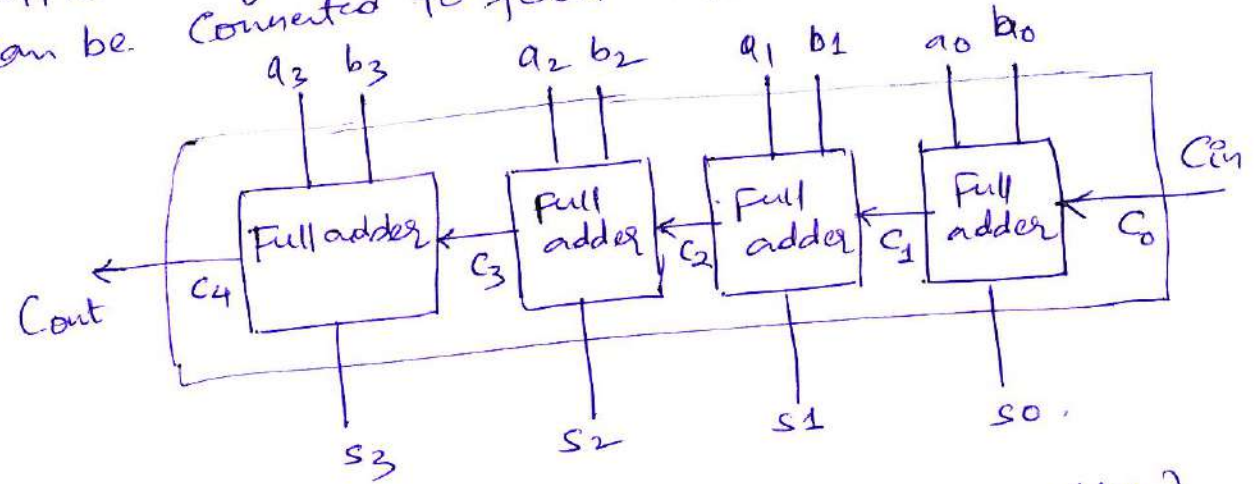 an be. Connected to
a3 b3 a2 b2 a1 b1 a0 b0
Cin
Full adder Full adder Full adder Full adder
C0
C1
C2
C3
C4
Cout
S3 S2 S1 S0.